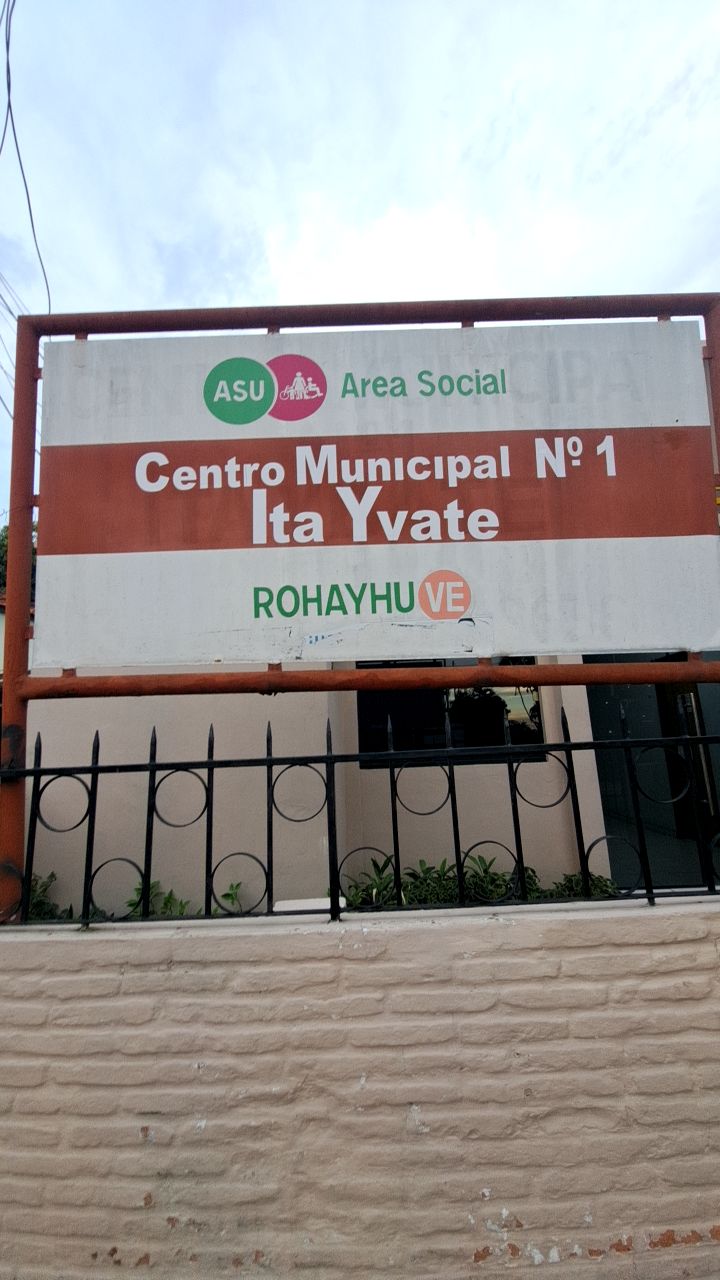 ASU Area Social
Centro Municipal Nº 1
Ita Yvate
ROHAYHU VE